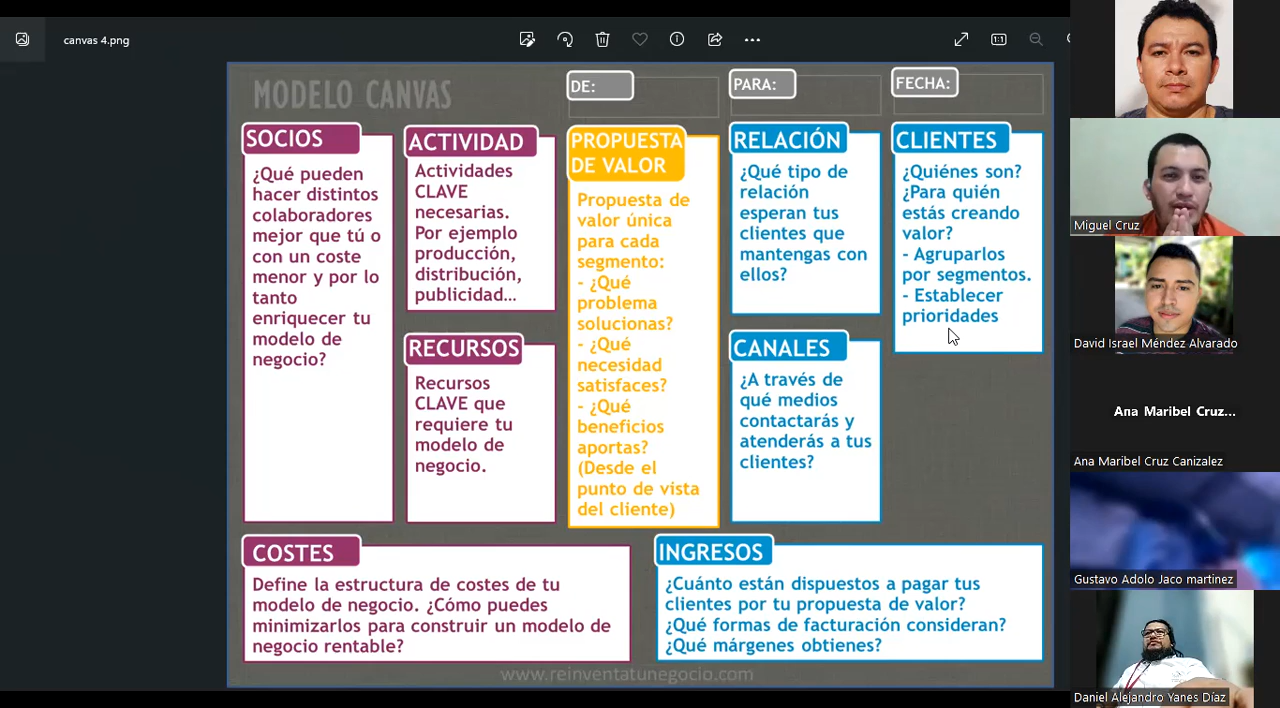 canvas 4.png
1:1
MODELO CANVAS
DE:
PARA:
FECHA:
SOCIOS
¿Qué pueden
hacer distintos
colaboradores
mejor que tú o
con un coste
menor y por lo
tanto
enriquecer tu
modelo de
negocio?
ACTIVIDAD
Actividades
CLAVE
necesarias.
Por ejemplo
producción,
distribución,
publicidad...
RECURSOS
Recursos
CLAVE que
requiere tu
modelo de
negocio.
PROPUESTA
DE VALOR
Propuesta de
valor única
para cada
segmento:
- ¿Qué
problema
solucionas?
- ¿Qué
necesidad
satisfaces?
- ¿Qué
beneficios
aportas?
(Desde el
punto de vista
del cliente)
RELACIÓN
¿Qué tipo de
relación
esperan tus
clientes que
mantengas con
ellos?
CANALES
¿A través de
qué medios
contactarás y
atenderás a tus
clientes?
CLIENTES
¿Quiénes son?
¿Para quién
estás creando
valor?
- Agruparlos
por segmentos.
- Establecer
prioridades
COSTES
Define la estructura de costes de tu
modelo de negocio. ¿Cómo puedes
minimizarlos para construir un modelo de
negocio rentable?
INGRESOS
¿Cuánto están dispuestos a pagar tus
clientes por tu propuesta de valor?
¿Qué formas de facturación consideran?
¿Qué márgenes obtienes?
www.reinventatunegocio.com
Miguel Cruz
David Israel Méndez Alvarado
Ana Maribel Cruz...
Ana Maribel Cruz Canizalez
Gustavo Adolo Jaco martinez
Daniel Alejandro Yanes Díaz